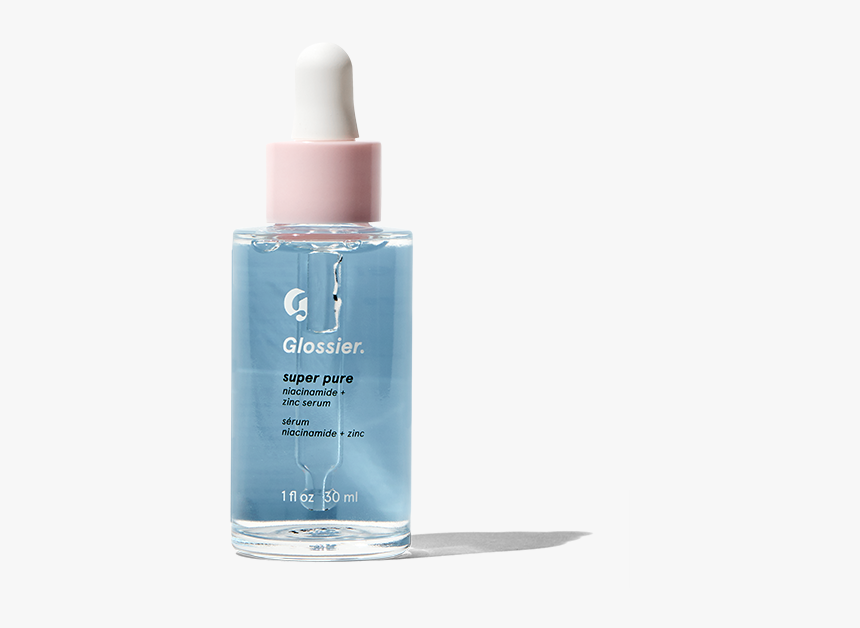 G
Glossier.
super pure
niacinamide +
zinc serum
sérum
niacinamide + zinc
1 fl oz 30 ml